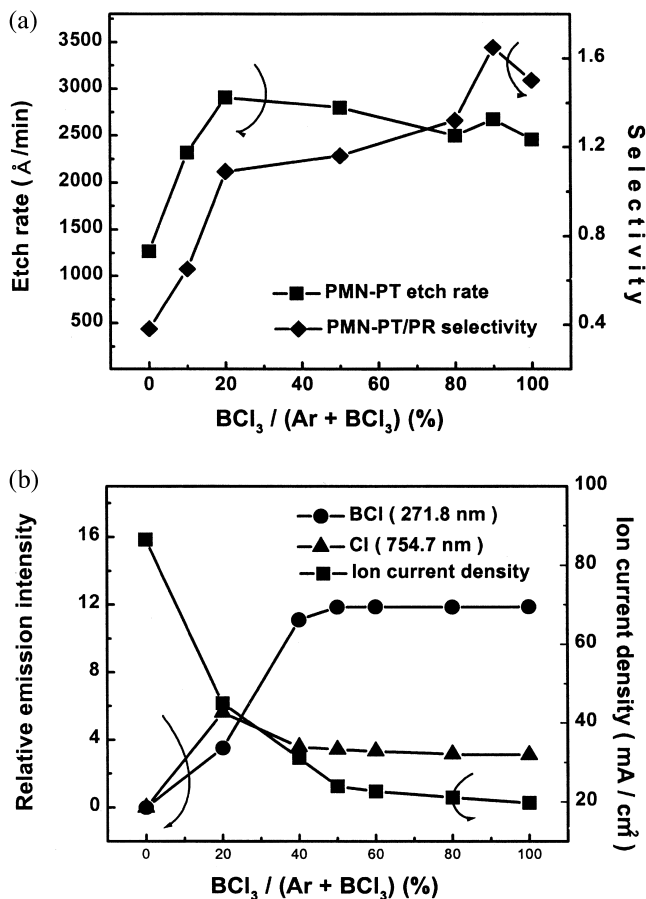 (a)
3500
3000
2500
2000
1500
1000
500
Etch rate (Å/min)
1.6
1.2
0.8
0.4
Selectivity
PMN-PT etch rate
PMN-PT/PR selectivity
0 20 40 60 80 100
BCl₃ / (Ar + BCl₃) (%)
(b)
16
12
8
4
0
Relative emission intensity
100
80
60
40
20
Ion current density ( mA / cm²)
BCl ( 271.8 nm )
Cl ( 754.7 nm )
Ion current density
0 20 40 50 60 80 100
BCl₃ / (Ar + BCl₃) (%)